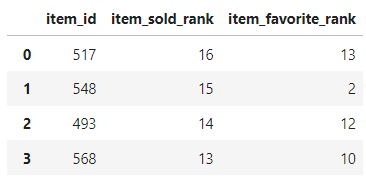 item_id item_sold_rank item_favorite_rank
0 517 16 13
1 548 15 2
2 493 14 12
3 568 13 10